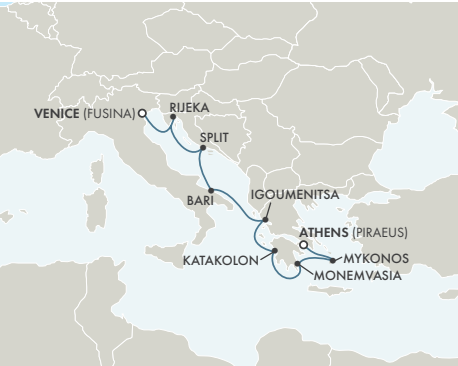 VENICE (FUSINA)
RIJEKA
SPLIT
BARI
IGOUMENITSA
ATHENS (PIRAEUS)
KATAKOLON
MYKONOS
MONEMVASIA